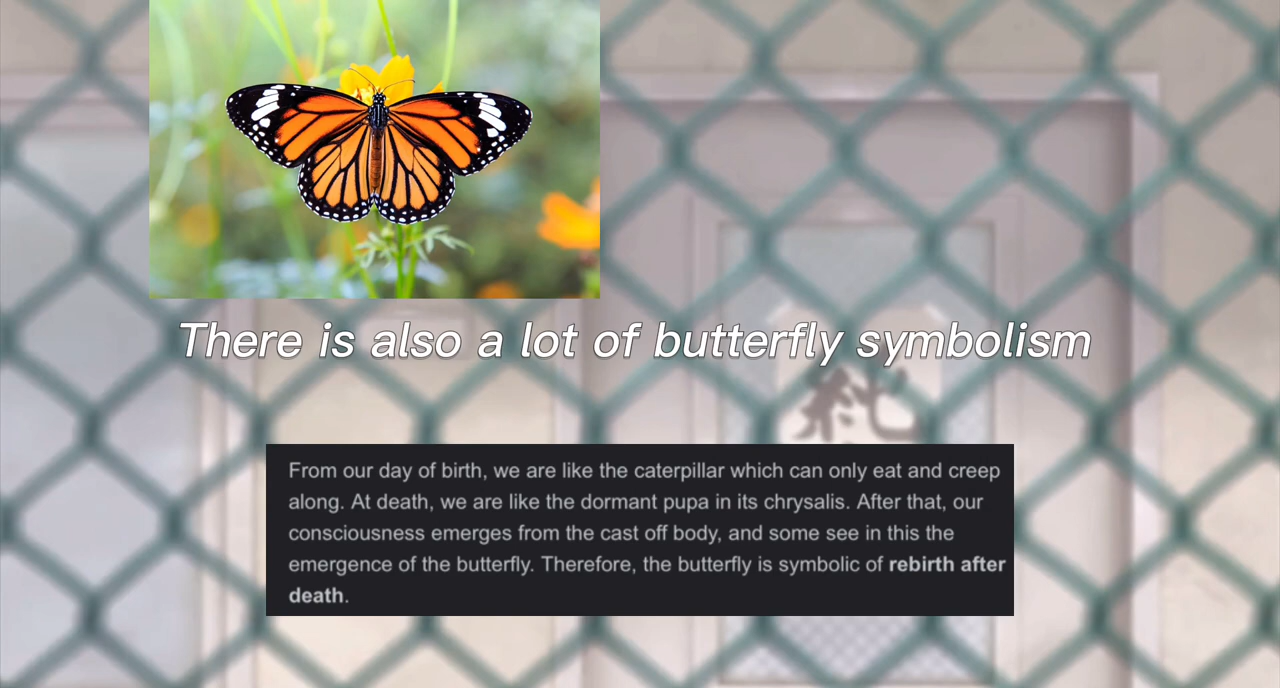 There is also a lot of butterfly symbolism
From our day of birth, we are like the caterpillar which can only eat and creep
along. At death, we are like the dormant pupa in its chrysalis. After that, our
consciousness emerges from the cast off body, and some see in this the
emergence of the butterfly. Therefore, the butterfly is symbolic of rebirth after
death.